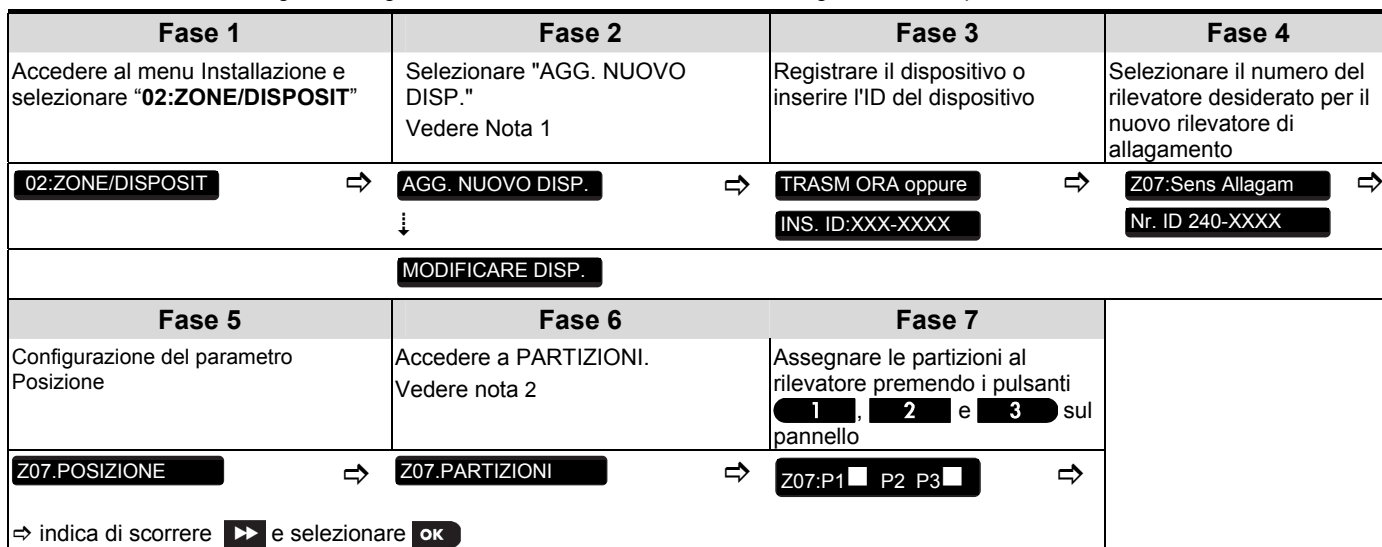 Fase 1
Fase 2
Fase 3
Fase 4
Accedere al menu Installazione e
selezionare “02:ZONE/DISPOSIT”
Selezionare "AGG. NUOVO
DISP."
Vedere Nota 1
Registrare il dispositivo o
inserire l'ID del dispositivo
Selezionare il numero del
rilevatore desiderato per il
nuovo rilevatore di
allagamento
02:ZONE/DISPOSIT ⇨
AGG. NUOVO DISP. ⇨
MODIFICARE DISP.
TRASM ORA oppure ⇨
INS. ID:XXX-XXXX
Z07:Sens Allagam ⇨
Nr. ID 240-XXXX
Fase 5
Fase 6
Fase 7
Configurazione del parametro
Posizione
Accedere a PARTIZIONI.
Vedere nota 2
Assegnare le partizioni al
rilevatore premendo i pulsanti
1 , 2 e 3 sul
pannello
Z07.POSIZIONE ⇨
Z07.PARTIZIONI ⇨
Z07:P1■ P2 P3■ ⇨
⇨ indica di scorrere ▶▶ e selezionare OK